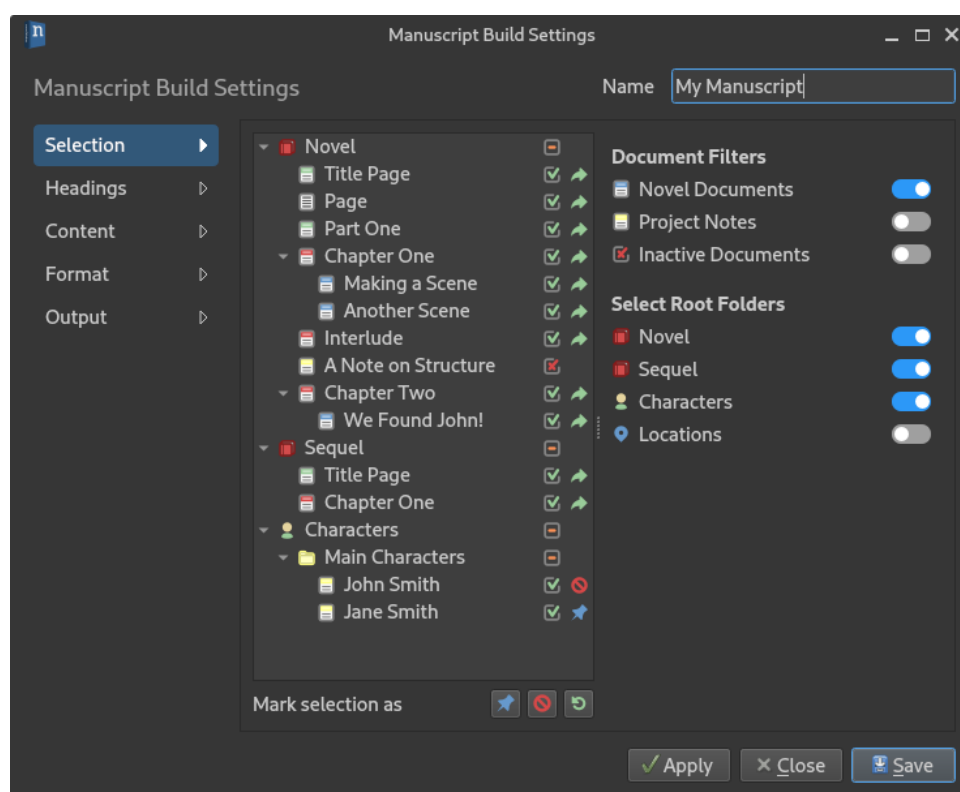 n
Manuscript Build Settings
Manuscript Build Settings
Name
My Manuscript
Selection
Headings
Content
Format
Output
Novel
Title Page
Page
Part One
Chapter One
Making a Scene
Another Scene
Interlude
A Note on Structure
Chapter Two
We Found John!
Sequel
Title Page
Chapter One
Characters
Main Characters
John Smith
Jane Smith
Mark selection as
Document Filters
Novel Documents
Project Notes
Inactive Documents
Select Root Folders
Novel
Sequel
Characters
Locations
Apply
Close
Save